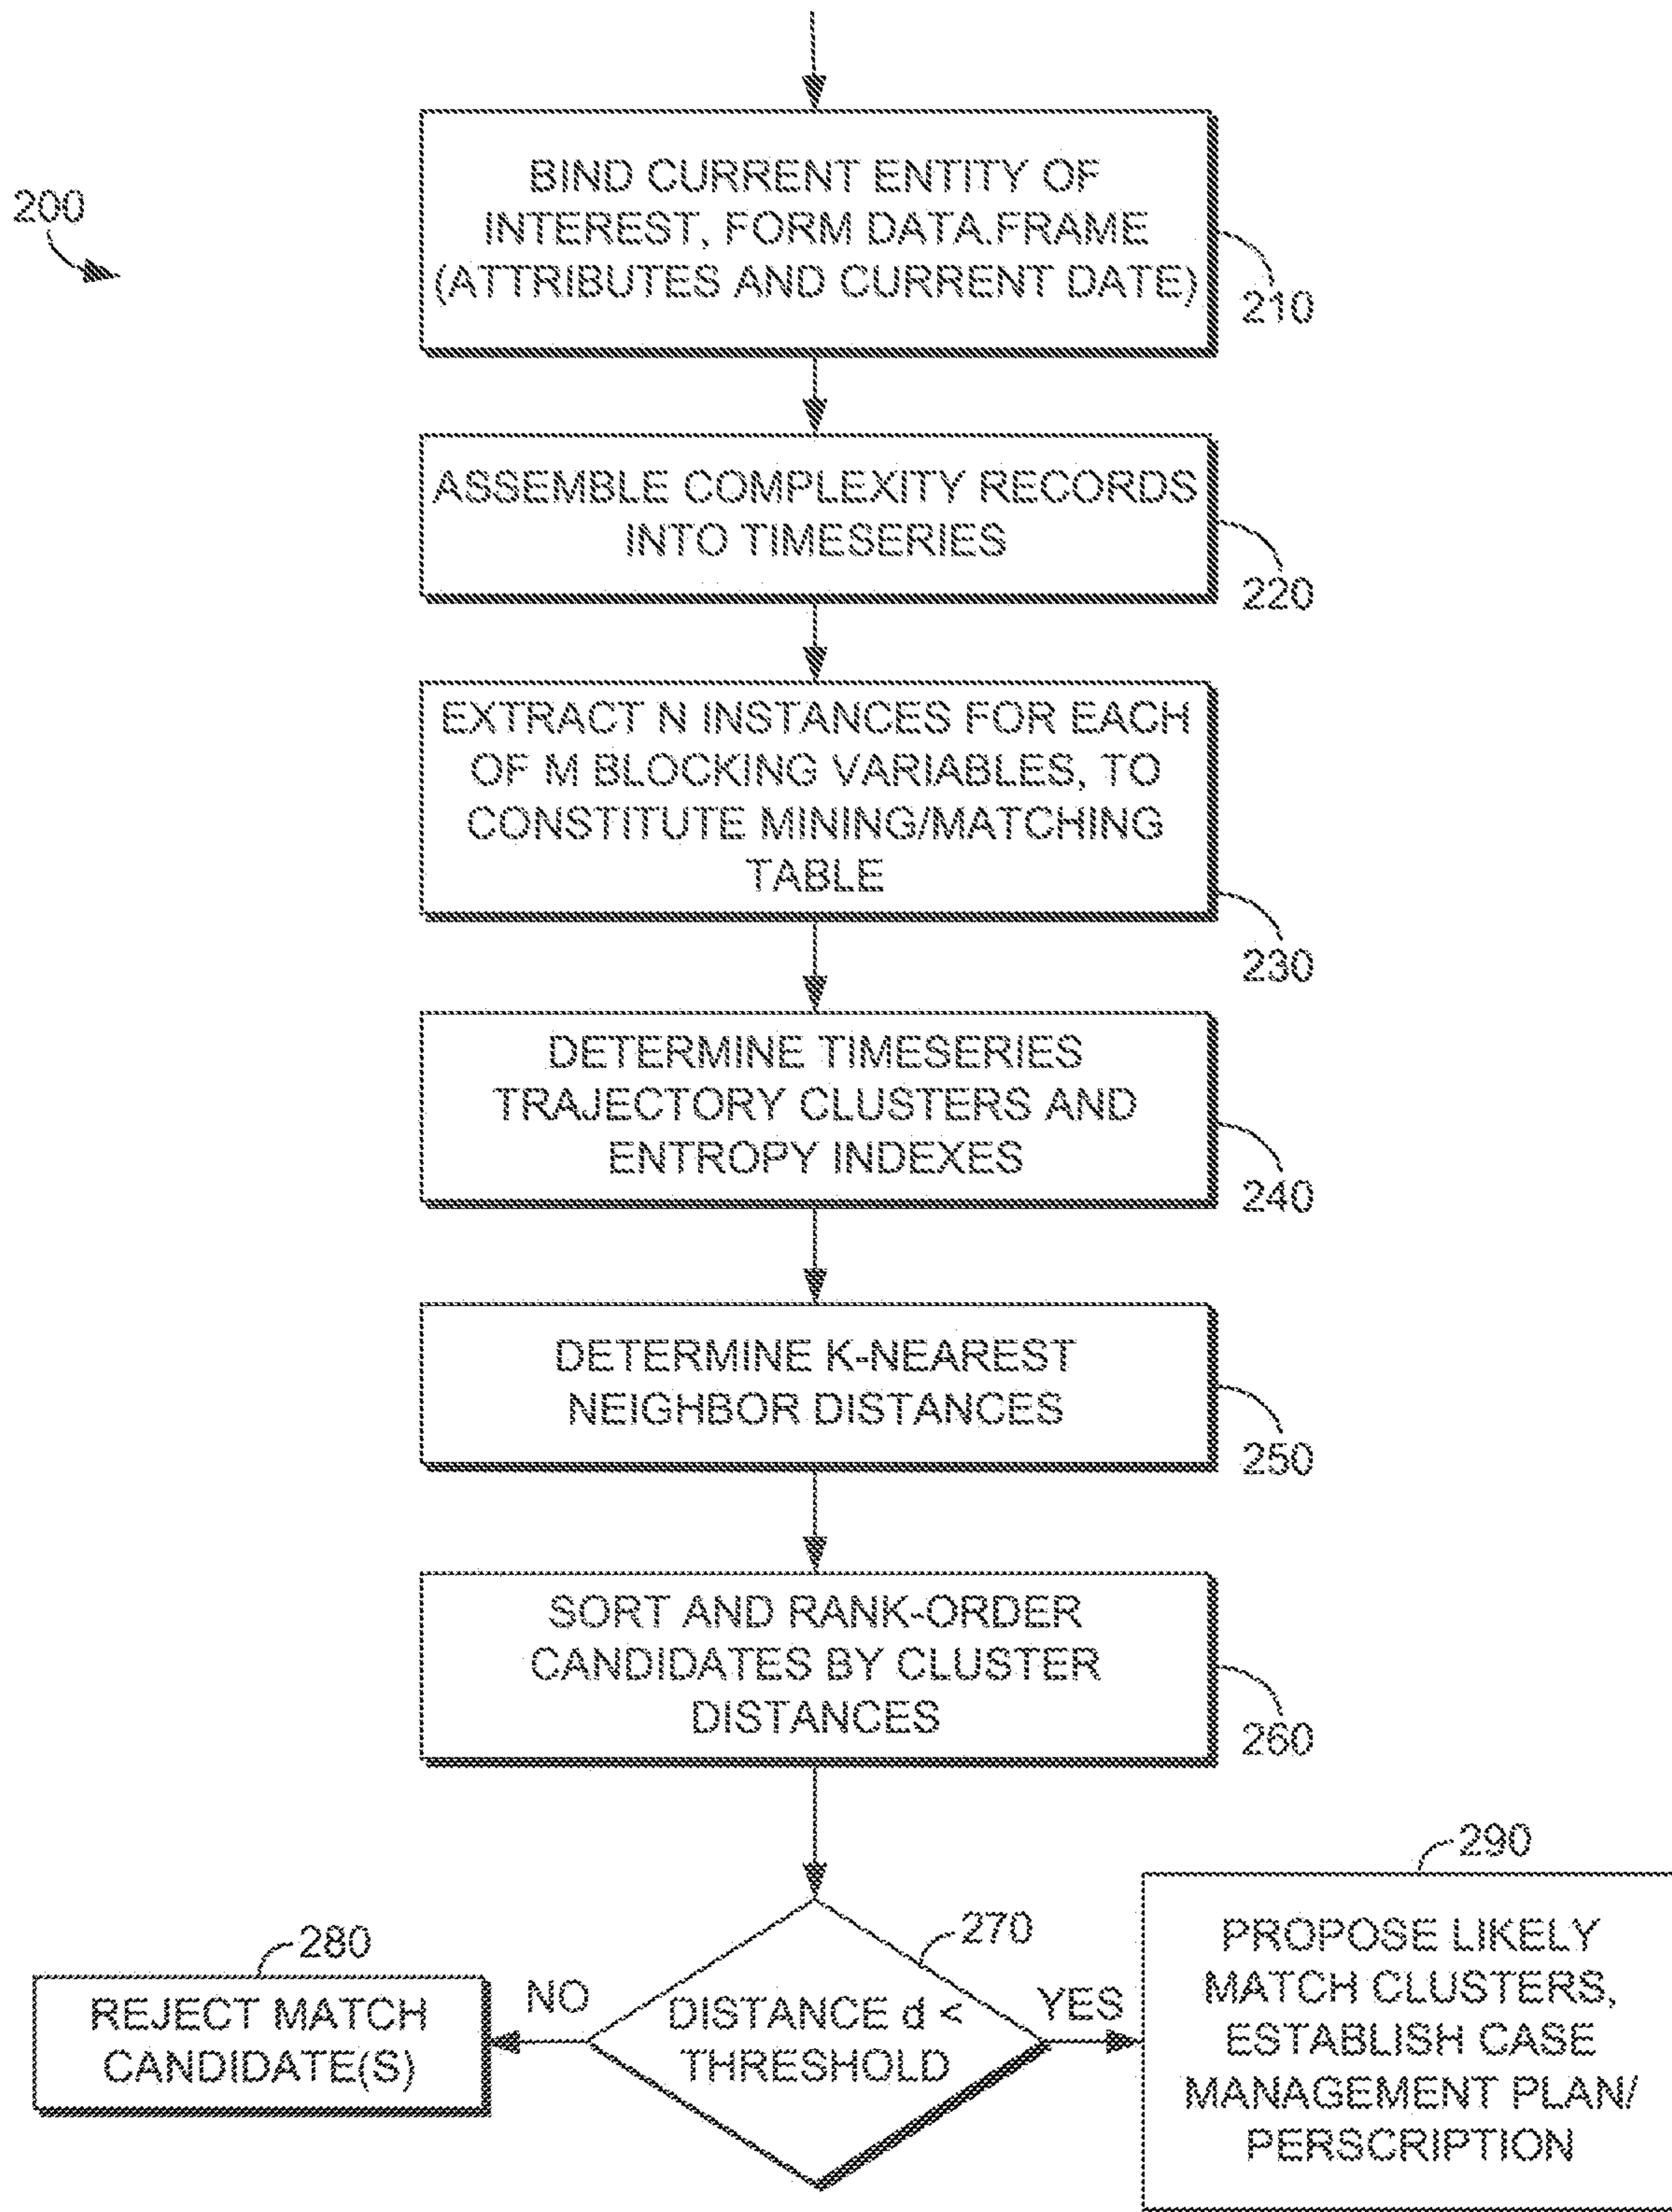 200
BIND CURRENT ENTITY OF
INTEREST, FORM DATA.FRAME
(ATTRIBUTES AND CURRENT DATE)
210
ASSEMBLE COMPLEXITY RECORDS
INTO TIMESERIES
220
EXTRACT N INSTANCES FOR EACH
OF M BLOCKING VARIABLES, TO
CONSTITUTE MINING/MATCHING
TABLE
230
DETERMINE TIMESERIES
TRAJECTORY CLUSTERS AND
ENTROPY INDEXES
240
DETERMINE K-NEAREST
NEIGHBOR DISTANCES
250
SORT AND RANK-ORDER
CANDIDATES BY CLUSTER
DISTANCES
260
270
DISTANCE d <
THRESHOLD
NO
280
REJECT MATCH
CANDIDATE(S)
YES
290
PROPOSE LIKELY
MATCH CLUSTERS,
ESTABLISH CASE
MANAGEMENT PLAN/
PERSCRIPTION